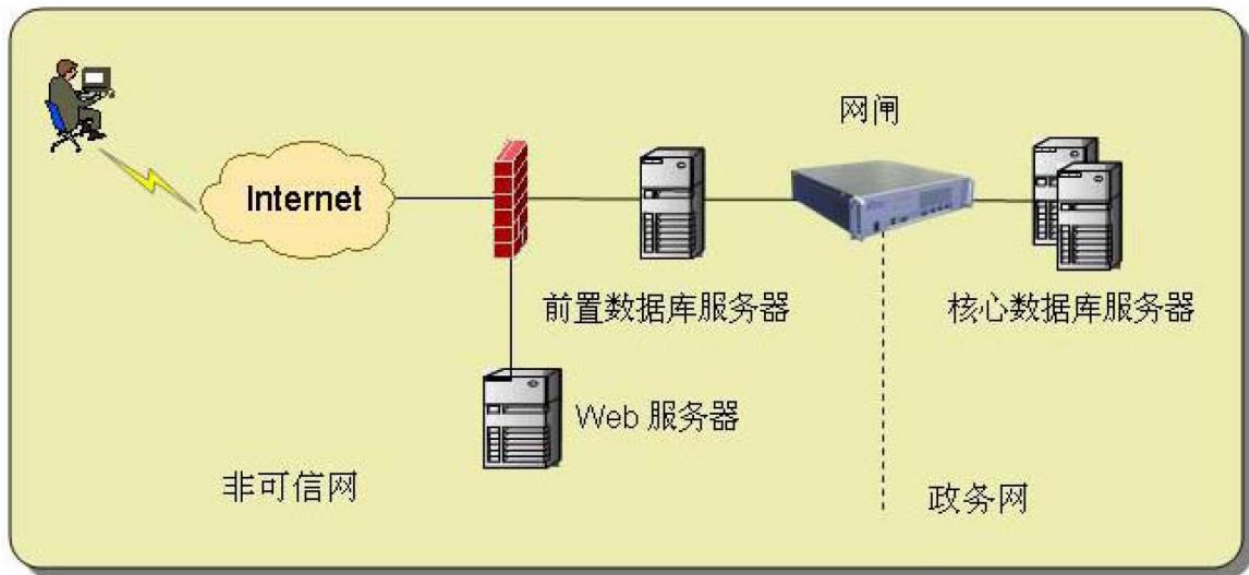 网闸
Internet
前置数据库服务器
核心数据库服务器
Web 服务器
非可信网
政务网